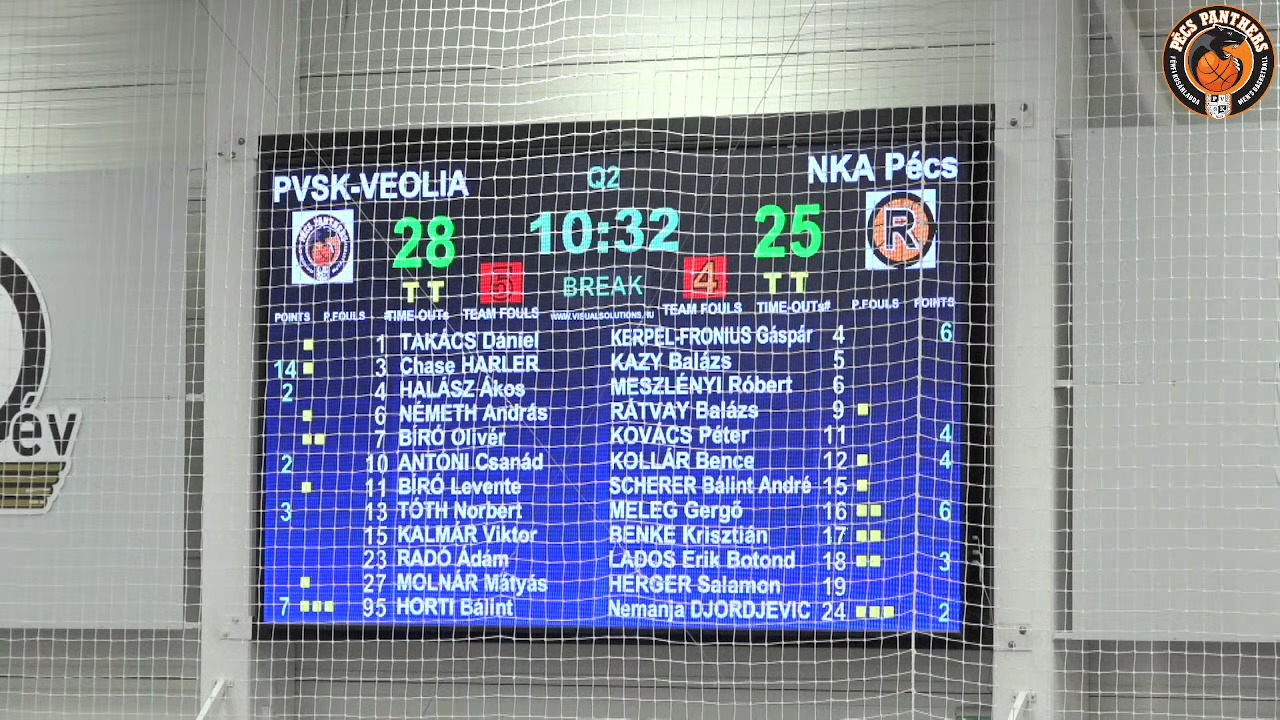 PÉCS PANTHERS
FÉRFI KOSÁRLABDA
MEN'S BASKETBALL
PVSK-VEOLIA Q2 NKA Pécs
28 10:32 25
T T 5 BREAK 4 T T
POINTS P.FOULS #TIME-OUTs TEAM FOULS WWW.VISUALSOLUTIONS.HU TEAM FOULS TIME-OUTs# P.FOULS POINTS
1 TAKÁCS Dániel KERPEL-FRONIUS Gáspár 4 6
14 3 Chase HARLER KAZY Balázs 5
2 4 HALÁSZ Ákos MESZLÉNYI Róbert 6
6 NÉMETH András RÁTVAY Balázs 9
7 BÍRÓ Olivér KOVÁCS Péter 11 4
2 10 ANTONI Csanád KOLLÁR Bence 12 4
11 BÍRÓ Levente SCHERER Bálint André 15
3 13 TÓTH Norbert MELEG Gergő 16 6
15 KALMÁR Viktor BENKE Krisztián 17
23 RADÓ Ádám LADOS Erik Botond 18 3
27 MOLNÁR Mátyás HERGER Salamon 19
7 95 HORTI Bálint Nemanja DJORDJEVIC 24 2
év
R